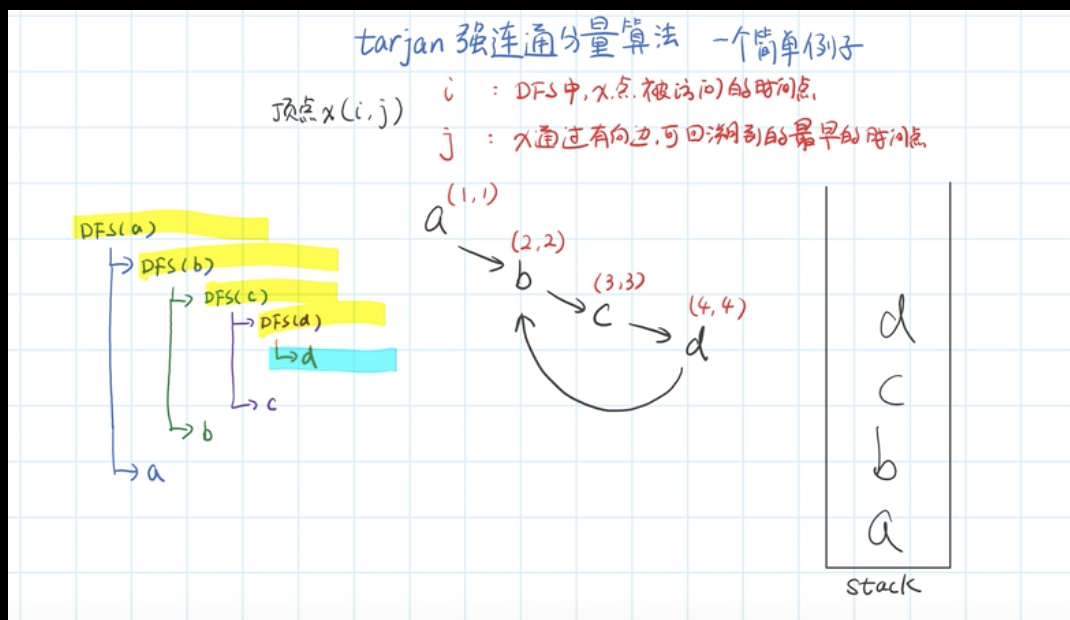 tarjan 强连通分量算法 一个简单例子
顶点x(i,j)
i : DFS中,x点,被访问的时间点
j : x通过有向边,可回溯到的最早的时间点
DFS(a)
DFS(b)
DFS(c)
DFS(d)
d
c
b
a
a (1,1)
b (2,2)
c (3,3)
d (4,4)
d
c
b
a
stack